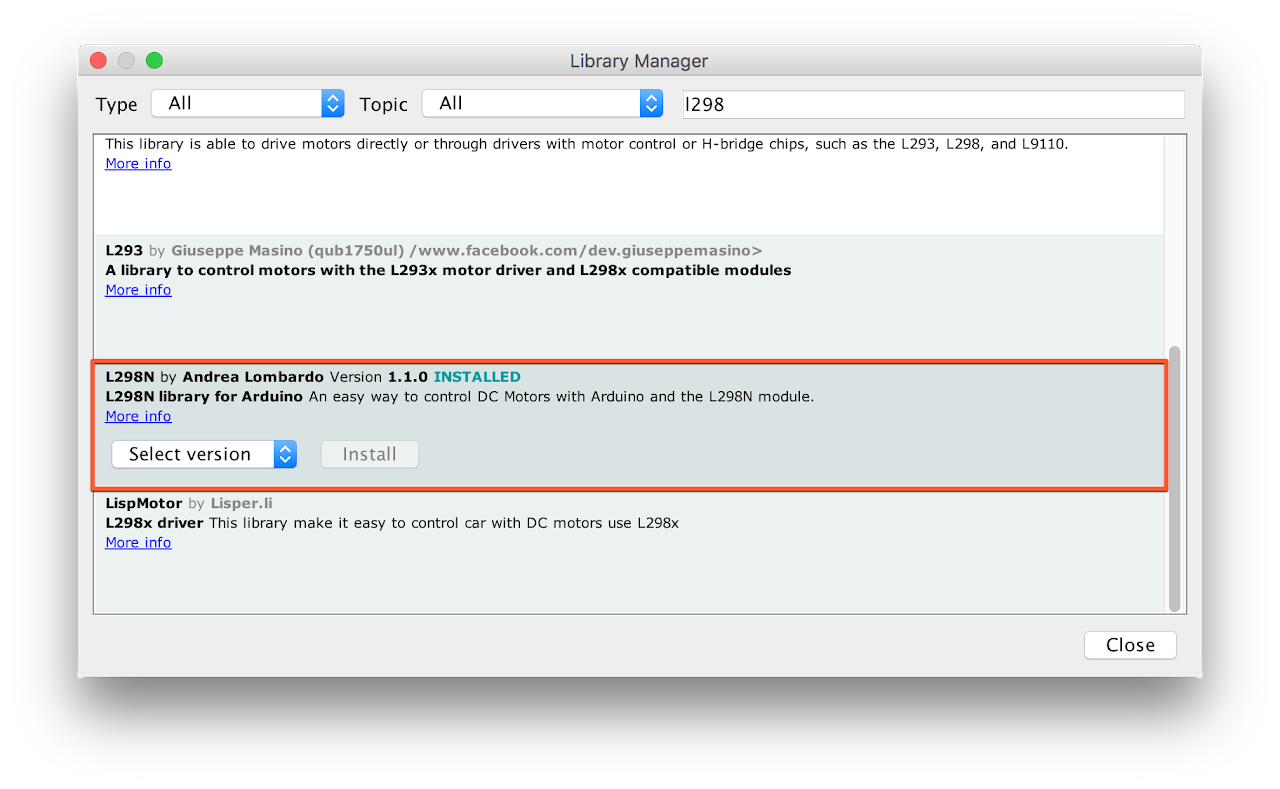 Library Manager
Type All Topic All l298
This library is able to drive motors directly or through drivers with motor control or H-bridge chips, such as the L293, L298, and L9110.
More info
L293 by Giuseppe Masino (qub1750ul) /www.facebook.com/dev.giuseppemasino>
A library to control motors with the L293x motor driver and L298x compatible modules
More info
L298N by Andrea Lombardo Version 1.1.0 INSTALLED
L298N library for Arduino An easy way to control DC Motors with Arduino and the L298N module.
More info
Select version Install
LispMotor by Lisper.li
L298x driver This library make it easy to control car with DC motors use L298x
More info
Close